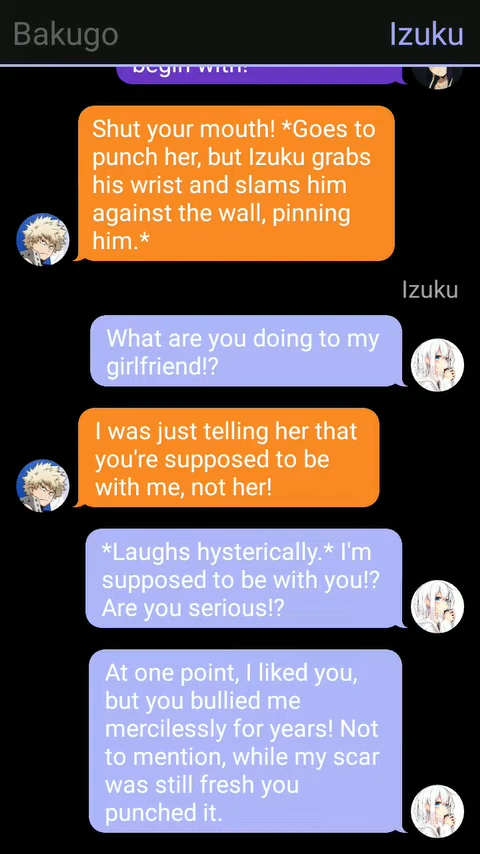 Bakugo
Izuku
begin with!
Shut your mouth! *Goes to
punch her, but Izuku grabs
his wrist and slams him
against the wall, pinning
him.*
Izuku
What are you doing to my
girlfriend!?
I was just telling her that
you're supposed to be
with me, not her!
*Laughs hysterically.* I'm
supposed to be with you!?
Are you serious!?
At one point, I liked you,
but you bullied me
mercilessly for years! Not
to mention, while my scar
was still fresh you
punched it.